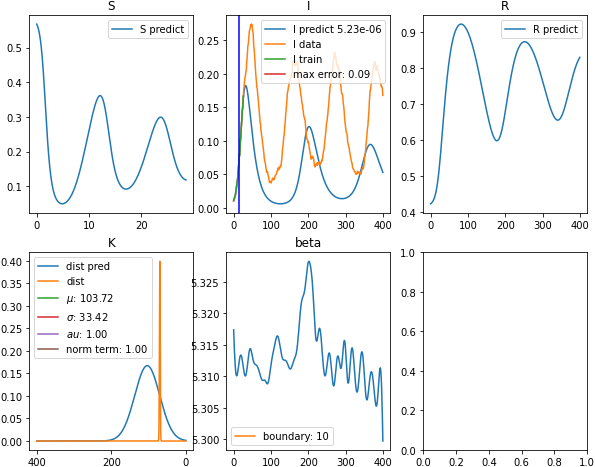 S
I
R
S predict
I predict 5.23e-06
I data
I train
max error: 0.09
R predict
0.5
0.4
0.3
0.2
0.1
0.25
0.20
0.15
0.10
0.05
0.00
0.9
0.8
0.7
0.6
0.5
0.4
0 10 20
0 100 200 300 400
0 100 200 300 400
K
beta
dist pred
dist
μ: 103.72
σ: 33.42
au: 1.00
norm term: 1.00
boundary: 10
0.40
0.35
0.30
0.25
0.20
0.15
0.10
0.05
0.00
5.325
5.320
5.315
5.310
5.305
5.300
1.0
0.8
0.6
0.4
0.2
0.0
400 200 0
0 100 200 300 400
0.0 0.2 0.4 0.6 0.8 1.0